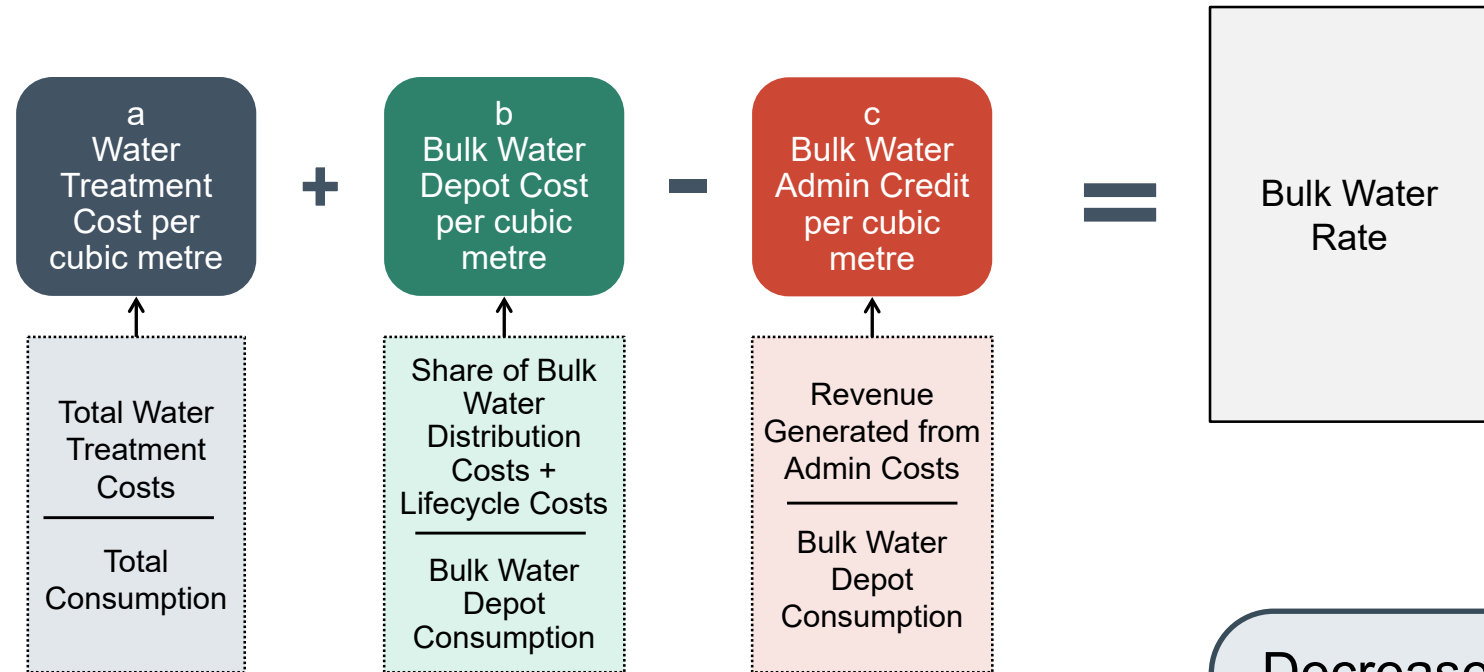 a
Water
Treatment
Cost per
cubic metre
+
b
Bulk Water
Depot Cost
per cubic
metre
-
c
Bulk Water
Admin Credit
per cubic
metre
=
Bulk Water
Rate
Total Water
Treatment
Costs
Total
Consumption
Share of Bulk
Water
Distribution
Costs +
Lifecycle Costs
Bulk Water
Depot
Consumption
Revenue
Generated from
Admin Costs
Bulk Water
Depot
Consumption
Decrease